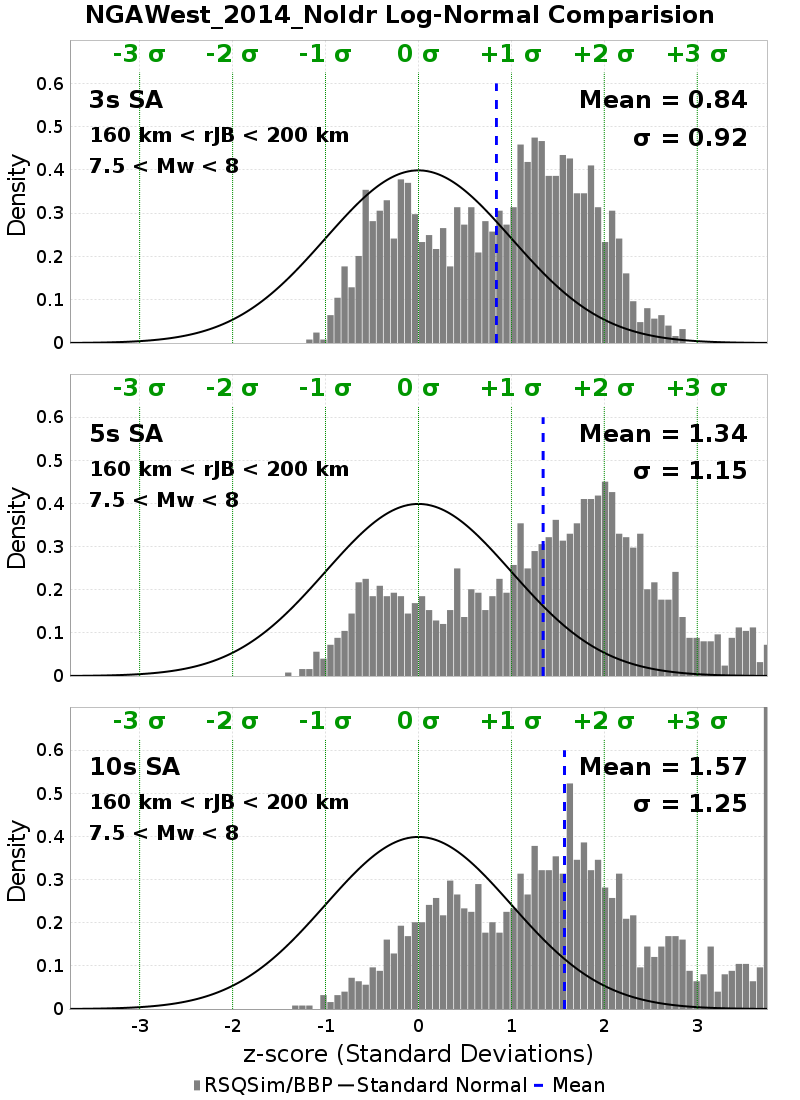 NGAWest_2014_NoIdr Log-Normal Comparision
-3 σ -2 σ -1 σ 0 σ +1 σ +2 σ +3 σ
3s SA
160 km < rJB < 200 km
7.5 < Mw < 8
Mean = 0.84
σ = 0.92
0.6
0.5
0.4
0.3
0.2
0.1
0
Density
-3 σ -2 σ -1 σ 0 σ +1 σ +2 σ +3 σ
5s SA
160 km < rJB < 200 km
7.5 < Mw < 8
Mean = 1.34
σ = 1.15
0.6
0.5
0.4
0.3
0.2
0.1
0
Density
-3 σ -2 σ -1 σ 0 σ +1 σ +2 σ +3 σ
10s SA
160 km < rJB < 200 km
7.5 < Mw < 8
Mean = 1.57
σ = 1.25
0.6
0.5
0.4
0.3
0.2
0.1
0
Density
-3 -2 -1 0 1 2 3
z-score (Standard Deviations)
RSQSim/BBP Standard Normal Mean